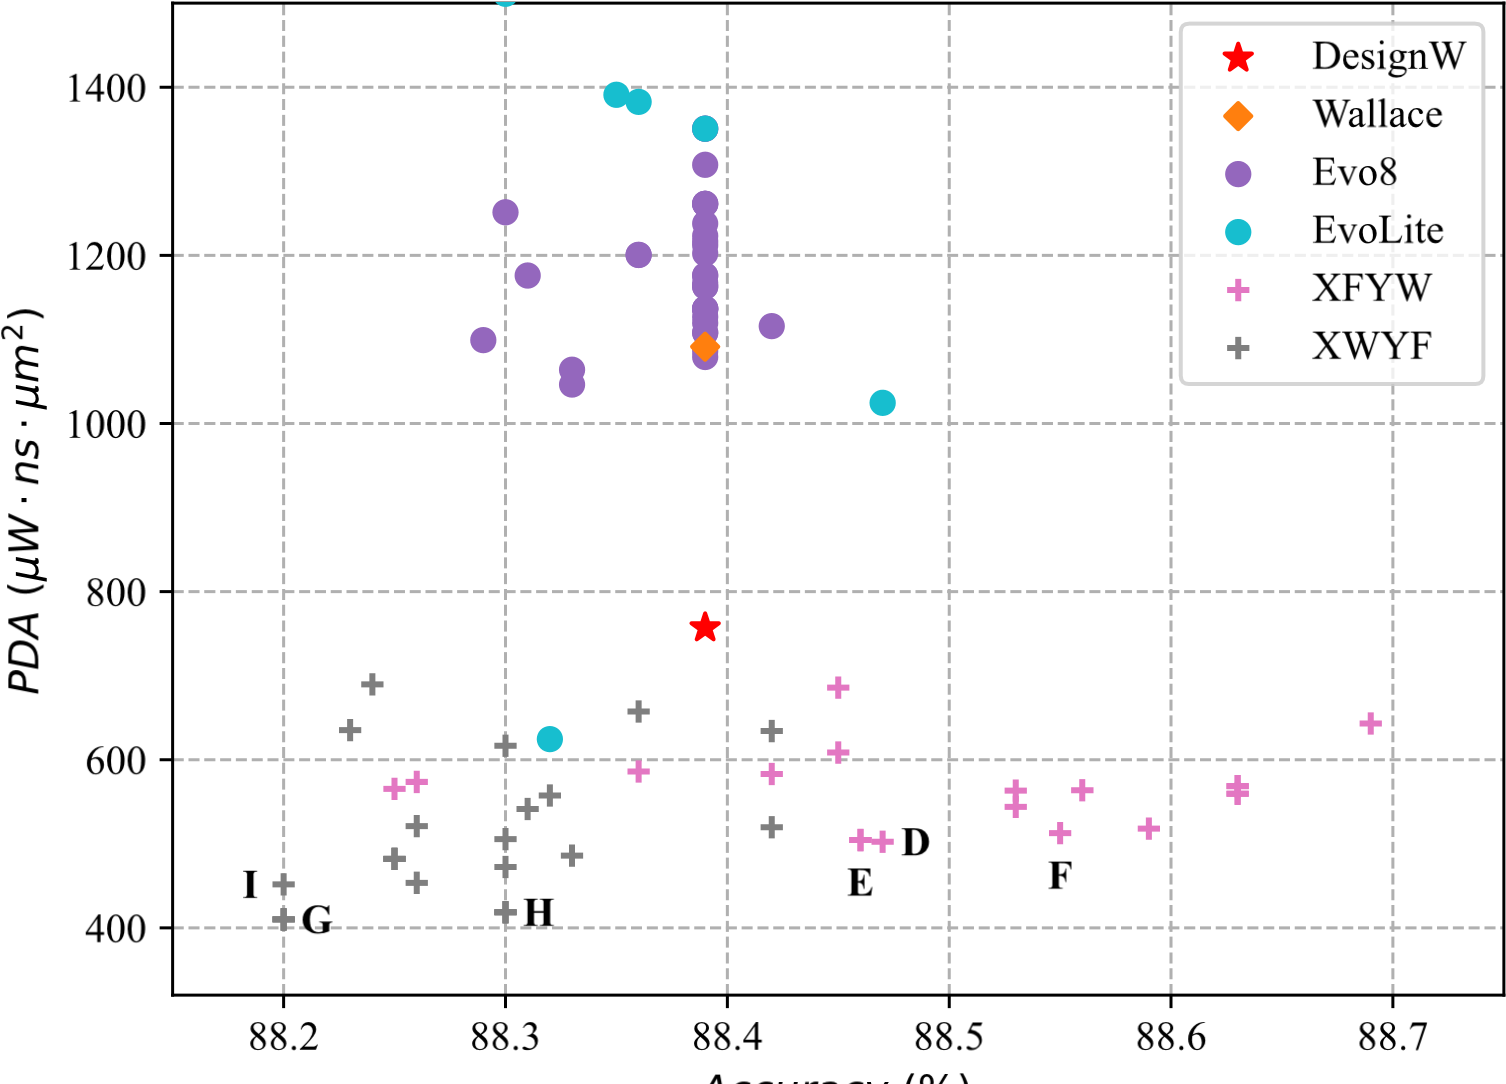 1400
1200
1000
800
600
400
PDA (μW · ns · μm²)
DesignW
Wallace
Evo8
EvoLite
XFYW
XWYF
I
G
H
E
D
F
88.2
88.3
88.4
88.5
88.6
88.7
Accuracy (%)